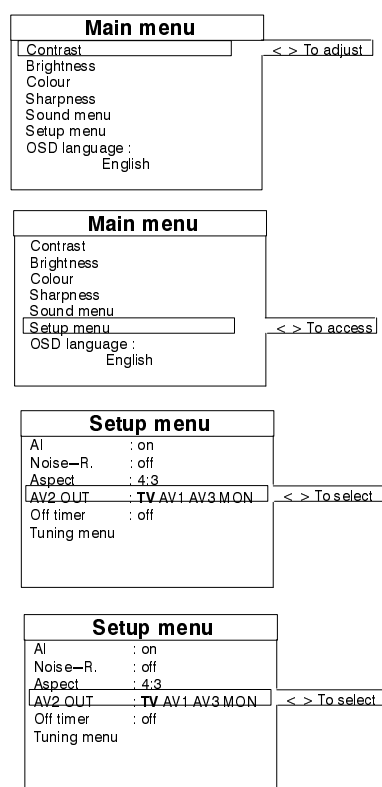 Main menu
Contrast < > To adjust
Brightness
Colour
Sharpness
Sound menu
Setup menu
OSD language :
English
Main menu
Contrast
Brightness
Colour
Sharpness
Sound menu
Setup menu < > To access
OSD language :
English
Setup menu
AI : on
Noise–R. : off
Aspect : 4:3
AV2 OUT : TV AV1 AV3 MON < > To select
Off timer : off
Tuning menu
Setup menu
AI : on
Noise–R. : off
Aspect : 4:3
AV2 OUT : TV AV1 AV3 MON < > To select
Off timer : off
Tuning menu